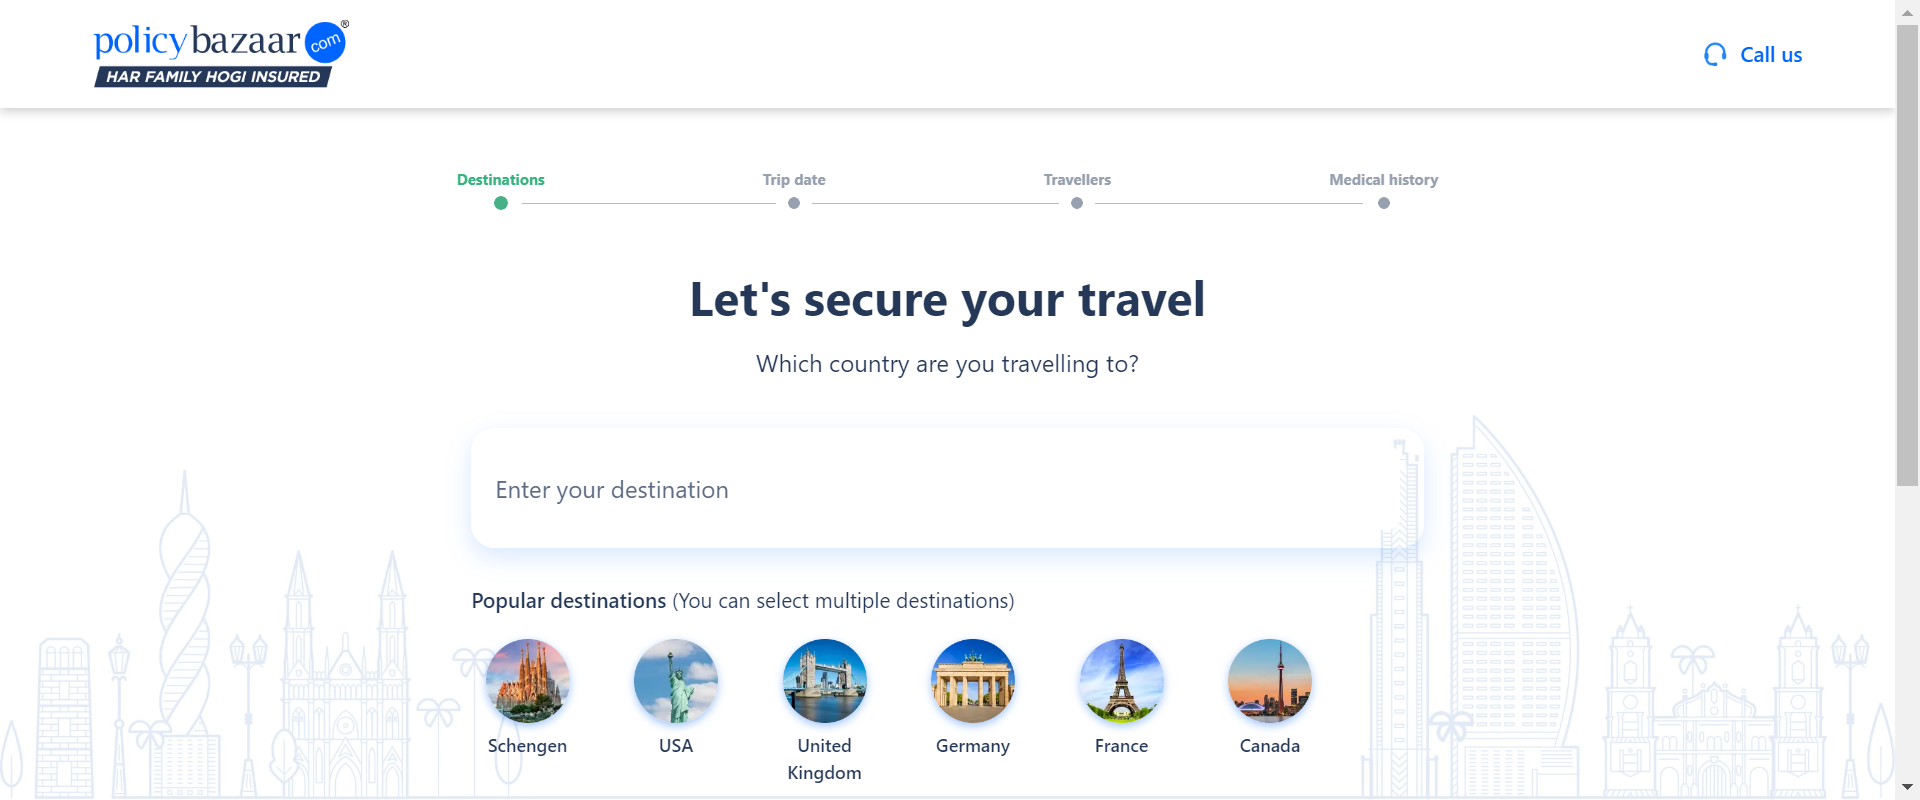 policybazaar com ®
HAR FAMILY HOGI INSURED
Call us
Destinations
Trip date
Travellers
Medical history
Let's secure your travel
Which country are you travelling to?
Enter your destination
Popular destinations (You can select multiple destinations)
Schengen
USA
United
Kingdom
Germany
France
Canada